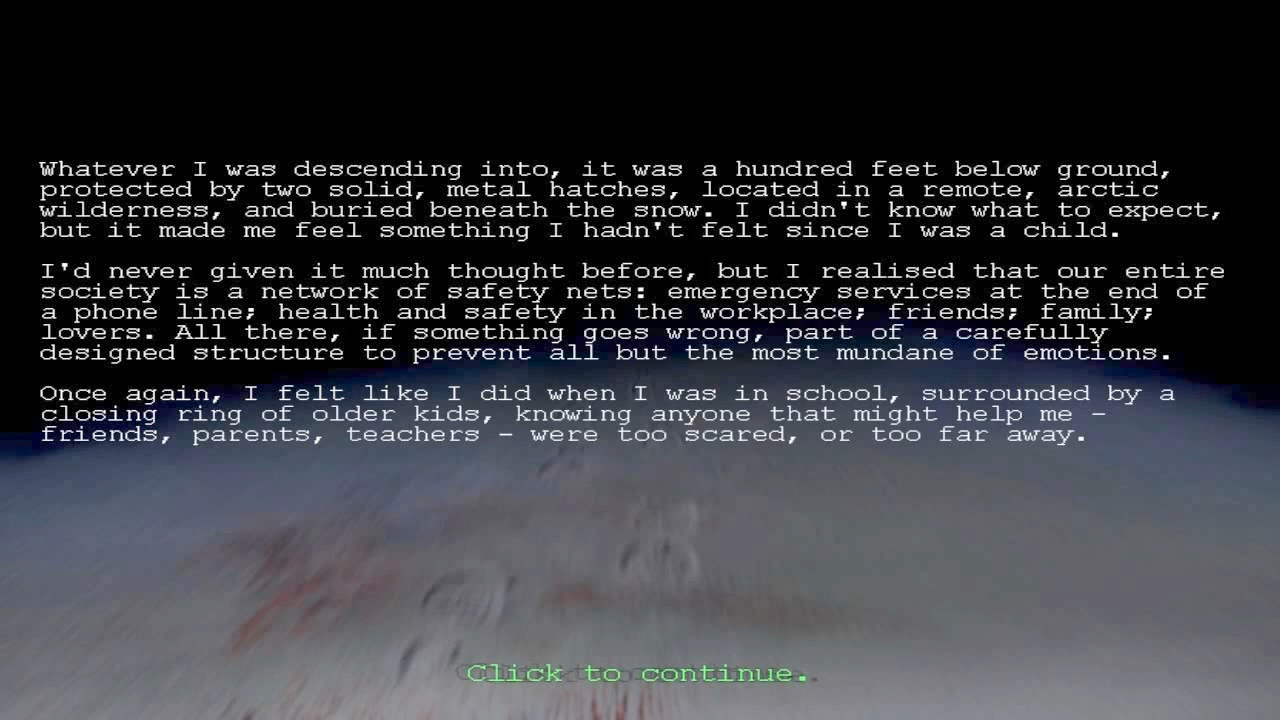 Whatever I was descending into, it was a hundred feet below ground,
protected by two solid, metal hatches, located in a remote, arctic
wilderness, and buried beneath the snow. I didn't know what to expect,
but it made me feel something I hadn't felt since I was a child.
I'd never given it much thought before, but I realised that our entire
society is a network of safety nets: emergency services at the end of
a phone line; health and safety in the workplace; friends; family;
lovers. All there, if something goes wrong, part of a carefully
designed structure to prevent all but the most mundane of emotions.
Once again, I felt like I did when I was in school, surrounded by a
closing ring of older kids, knowing anyone that might help me -
friends, parents, teachers - were too scared, or too far away.
Click to continue.